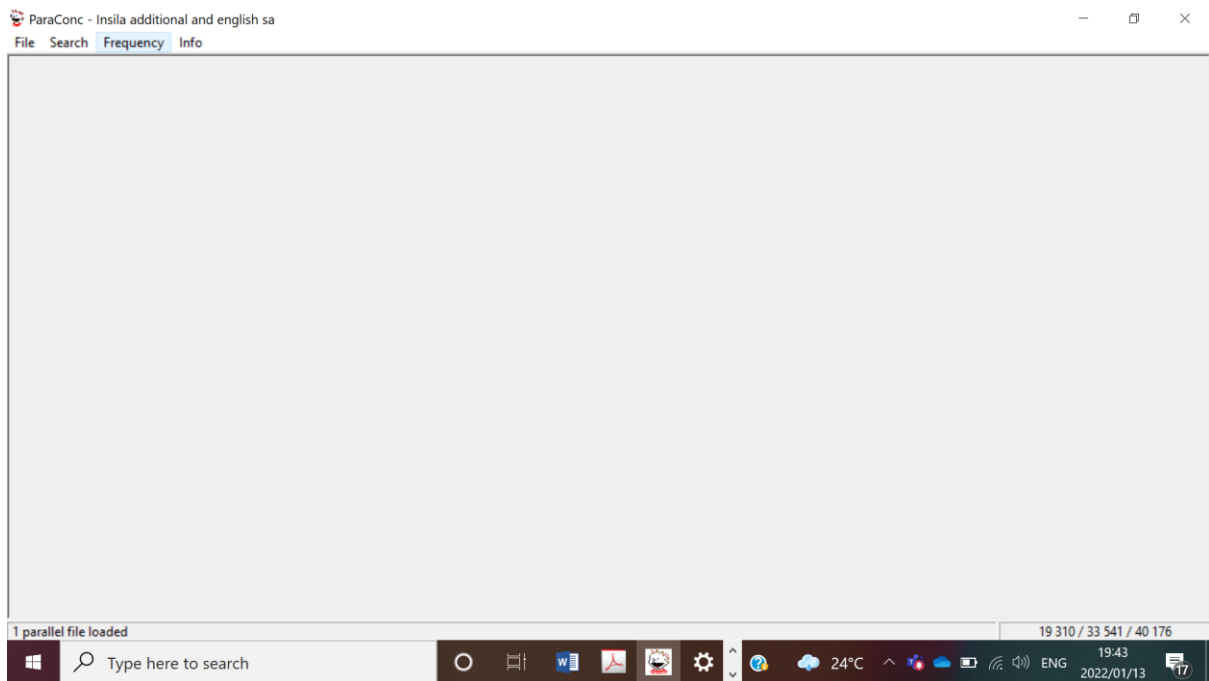 ParaConc - Insila additional and english sa
File Search Frequency Info
1 parallel file loaded
19 310 / 33 541 / 40 176
Type here to search
W
24°C
ENG
19:43
2022/01/13
17